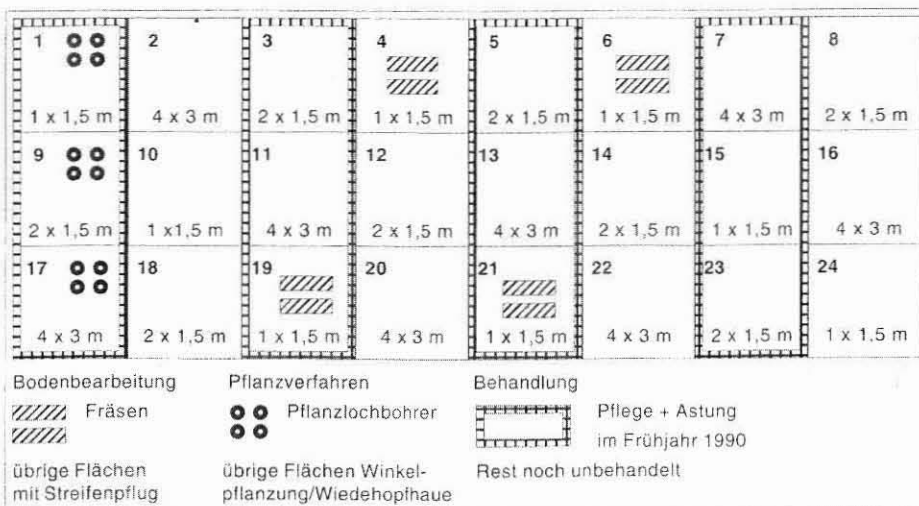 1 2 3 4 5 6 7 8
1 x 1,5 m 4 x 3 m 2 x 1,5 m 1 x 1,5 m 2 x 1,5 m 1 x 1,5 m 4 x 3 m 2 x 1,5 m
9 10 11 12 13 14 15 16
2 x 1,5 m 1 x1,5 m 4 x 3 m 2 x 1,5 m 4 x 3 m 2 x 1,5 m 1 x 1,5 m 4 x 3 m
17 18 19 20 21 22 23 24
4 x 3 m 2 x 1,5 m 1 x 1,5 m 4 x 3 m 1 x 1,5 m 4 x 3 m 2 x 1,5 m 1 x 1.5 m
Bodenbearbeitung Pflanzverfahren Behandlung
Fräsen Pflanzlochbohrer Pflege + Astung
im Frühjahr 1990
übrige Flächen übrige Flächen Winkel- Rest noch unbehandelt
mit Streifenpflug pflanzung/Wiedehopfhaue